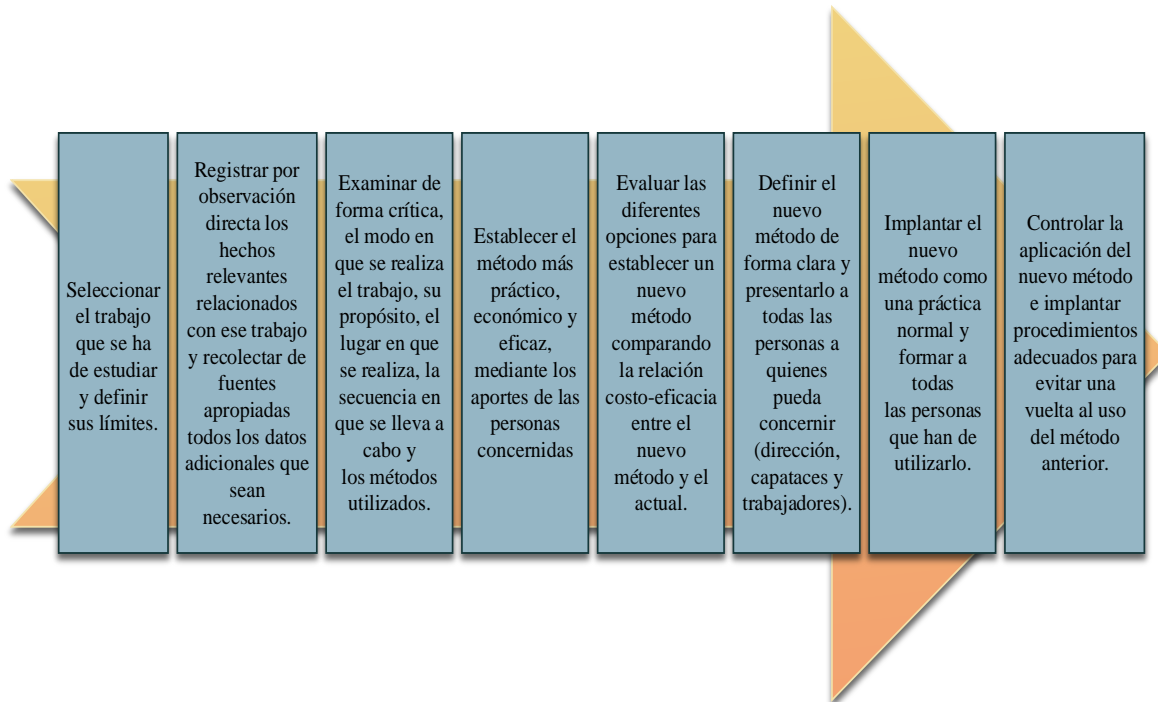 Seleccionar
el trabajo
que se ha
de estudiar
y definir
sus límites.
Registrar por
observación
directa los
hechos
relevantes
relacionados
con ese trabajo
y recolectar de
fuentes
apropiadas
todos los datos
adicionales que
sean
necesarios.
Examinar de
forma crítica,
el modo en
que se realiza
el trabajo, su
propósito, el
lugar en que
se realiza, la
secuencia en
que se lleva a
cabo y
los métodos
utilizados.
Establecer el
método más
práctico,
económico y
eficaz,
mediante los
aportes de las
personas
concernidas
Evaluar las
diferentes
opciones para
establecer un
nuevo
método
comparando
la relación
costo-eficacia
entre el
nuevo
método y el
actual.
Definir el
nuevo
método de
forma clara y
presentarlo a
todas las
personas a
quienes
pueda
concernir
(dirección,
capataces y
trabajadores).
Implantar el
nuevo
método como
una práctica
normal y
formar a
todas
las personas
que han de
utilizarlo.
Controlar la
aplicación del
nuevo método
e implantar
procedimientos
adecuados para
evitar una
vuelta al uso
del método
anterior.